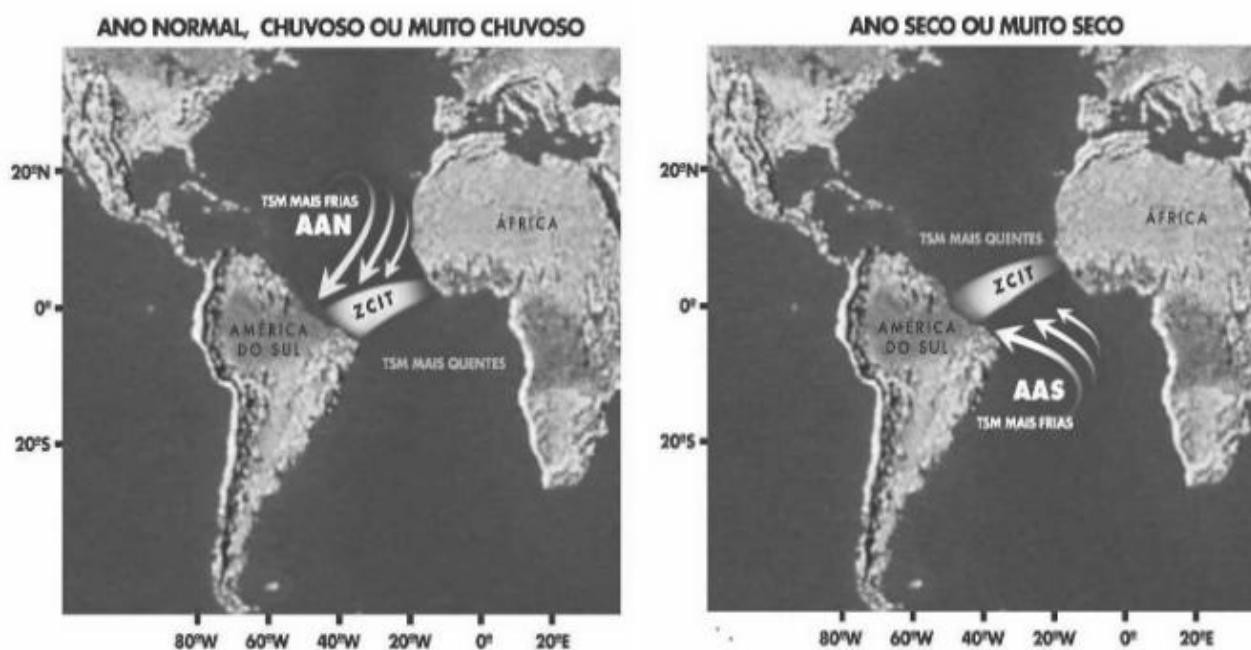 ANO NORMAL, CHUVOSO OU MUITO CHUVOSO
20ºN
0º
20ºS
TSM MAIS FRIAS
AAN
ÁFRICA
ZCIT
AMÉRICA
DO SUL
TSM MAIS QUENTES
80ºW
60ºW
40ºW
20ºW
0º
20ºE
ANO SECO OU MUITO SECO
20ºN
0º
20ºS
ÁFRICA
TSM MAIS QUENTES
ZCIT
AMÉRICA
DO SUL
AAS
TSM MAIS FRIAS
80ºW
60ºW
40ºW
20ºW
0º
20ºE